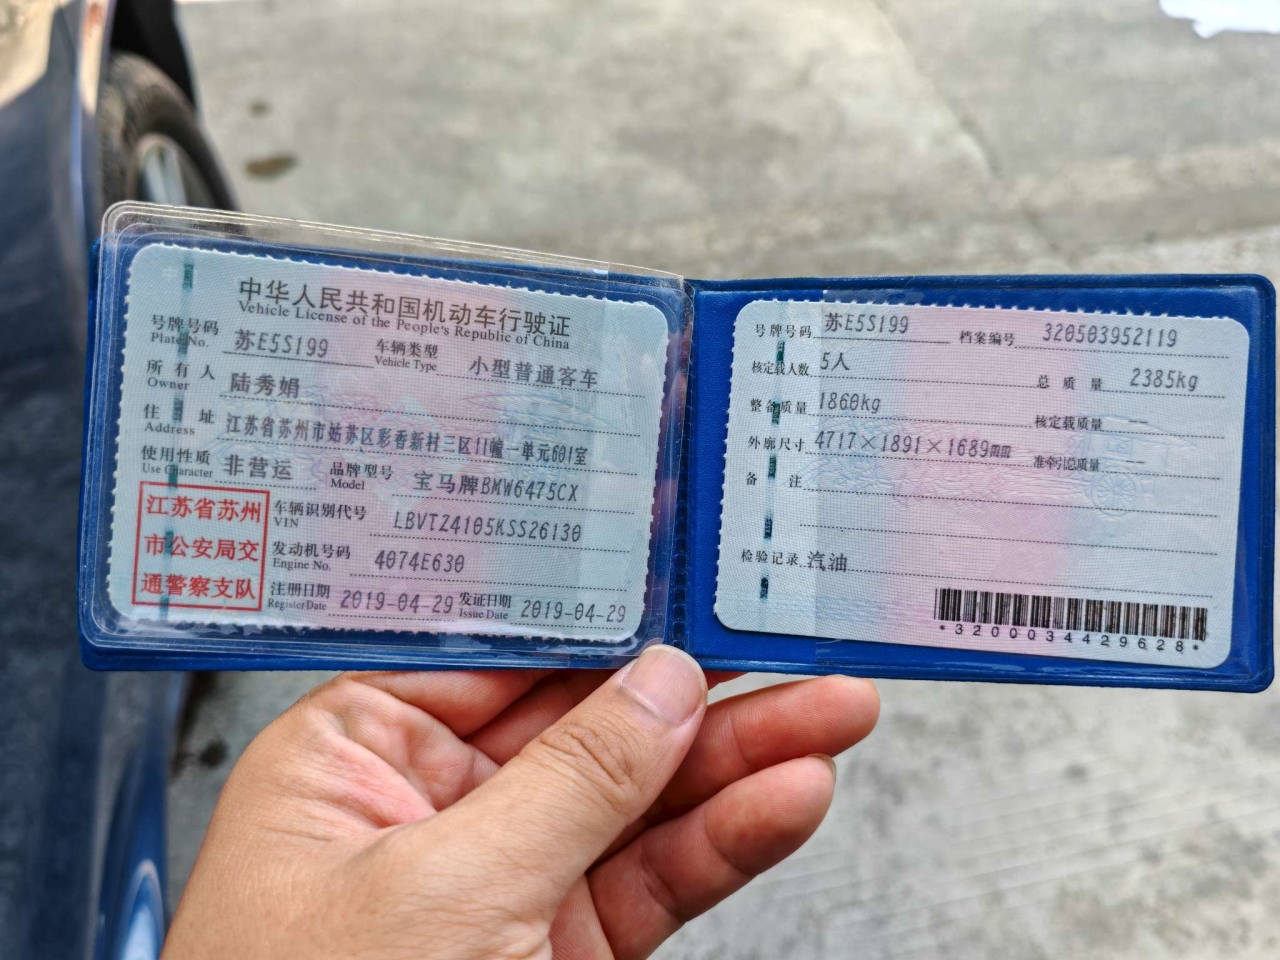 中华人民共和国机动车行驶证
Vehicle License of the People's Republic of China
号牌号码 苏E5S199 车辆类型 小型普通客车
Plate No. Vehicle Type
所有人 陆秀娟
Owner
住址 江苏省苏州市姑苏区彩香新村三区11幢一单元601室
Address
使用性质 非营运 品牌型号 宝马牌BMW6475CX
Use Character Model
江苏省苏州
市公安局交
通警察支队
车辆识别代号 LBVTZ4105KSS26130
VIN
发动机号码 4074E630
Engine No.
注册日期 2019-04-29 发证日期 2019-04-29
Register Date Issue Date
号牌号码 苏E5S199 档案编号 320503952119
核定载人数 5人 总质量 2385kg
整备质量 1860kg 核定载质量 --
外廓尺寸 4717×1891×1689mm 准牵引总质量 --
备注
检验记录 汽油
*3200034429628*